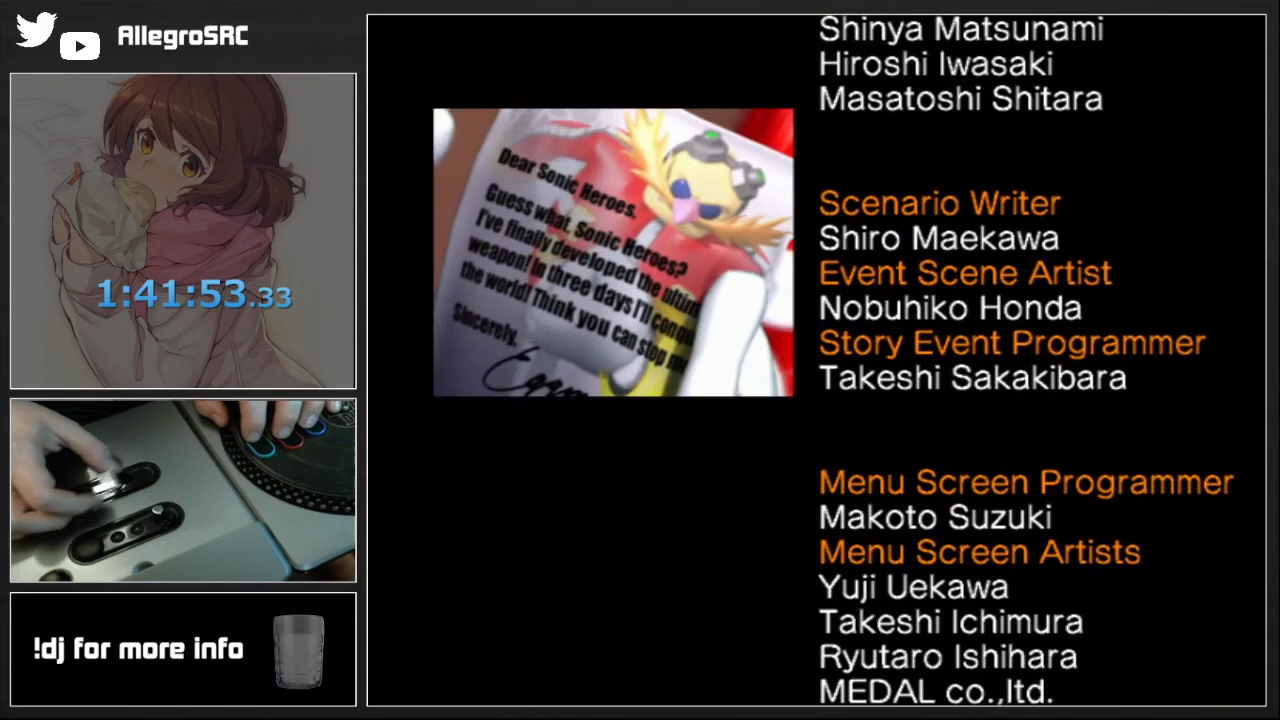 AllegroSRC
1:41:53.33
!dj for more info
Dear Sonic Heroes,
Guess what, Sonic Heroes?
I've finally developed the
weapon! In three days I'll
the world! Think you can stop
Sincerely,
Shinya Matsunami
Hiroshi Iwasaki
Masatoshi Shitara
Scenario Writer
Shiro Maekawa
Event Scene Artist
Nobuhiko Honda
Story Event Programmer
Takeshi Sakakibara
Menu Screen Programmer
Makoto Suzuki
Menu Screen Artists
Yuji Uekawa
Takeshi Ichimura
Ryutaro Ishihara
MEDAL co.,ltd.